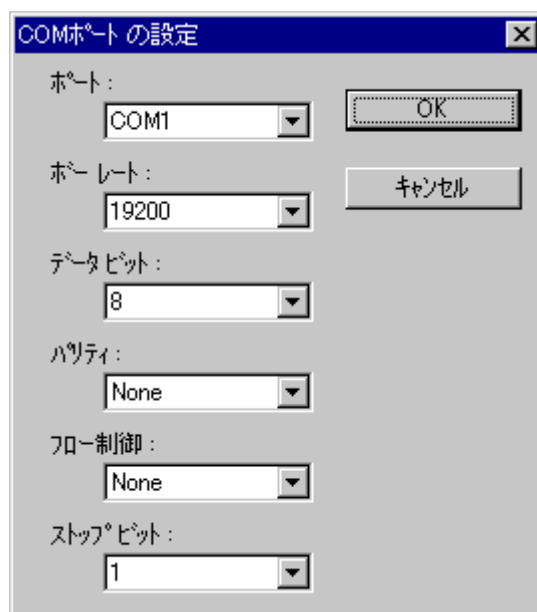 COMﾎﾟｰﾄ の設定
ﾎﾟｰﾄ :
COM1
OK
ﾎﾞｰ ﾚｰﾄ :
19200
ｷｬﾝｾﾙ
ﾃﾞｰﾀ ﾋﾞｯﾄ :
8
ﾊﾟﾘﾃｨ :
None
ﾌﾛｰ制御 :
None
ｽﾄｯﾌﾟ ﾋﾞｯﾄ :
1